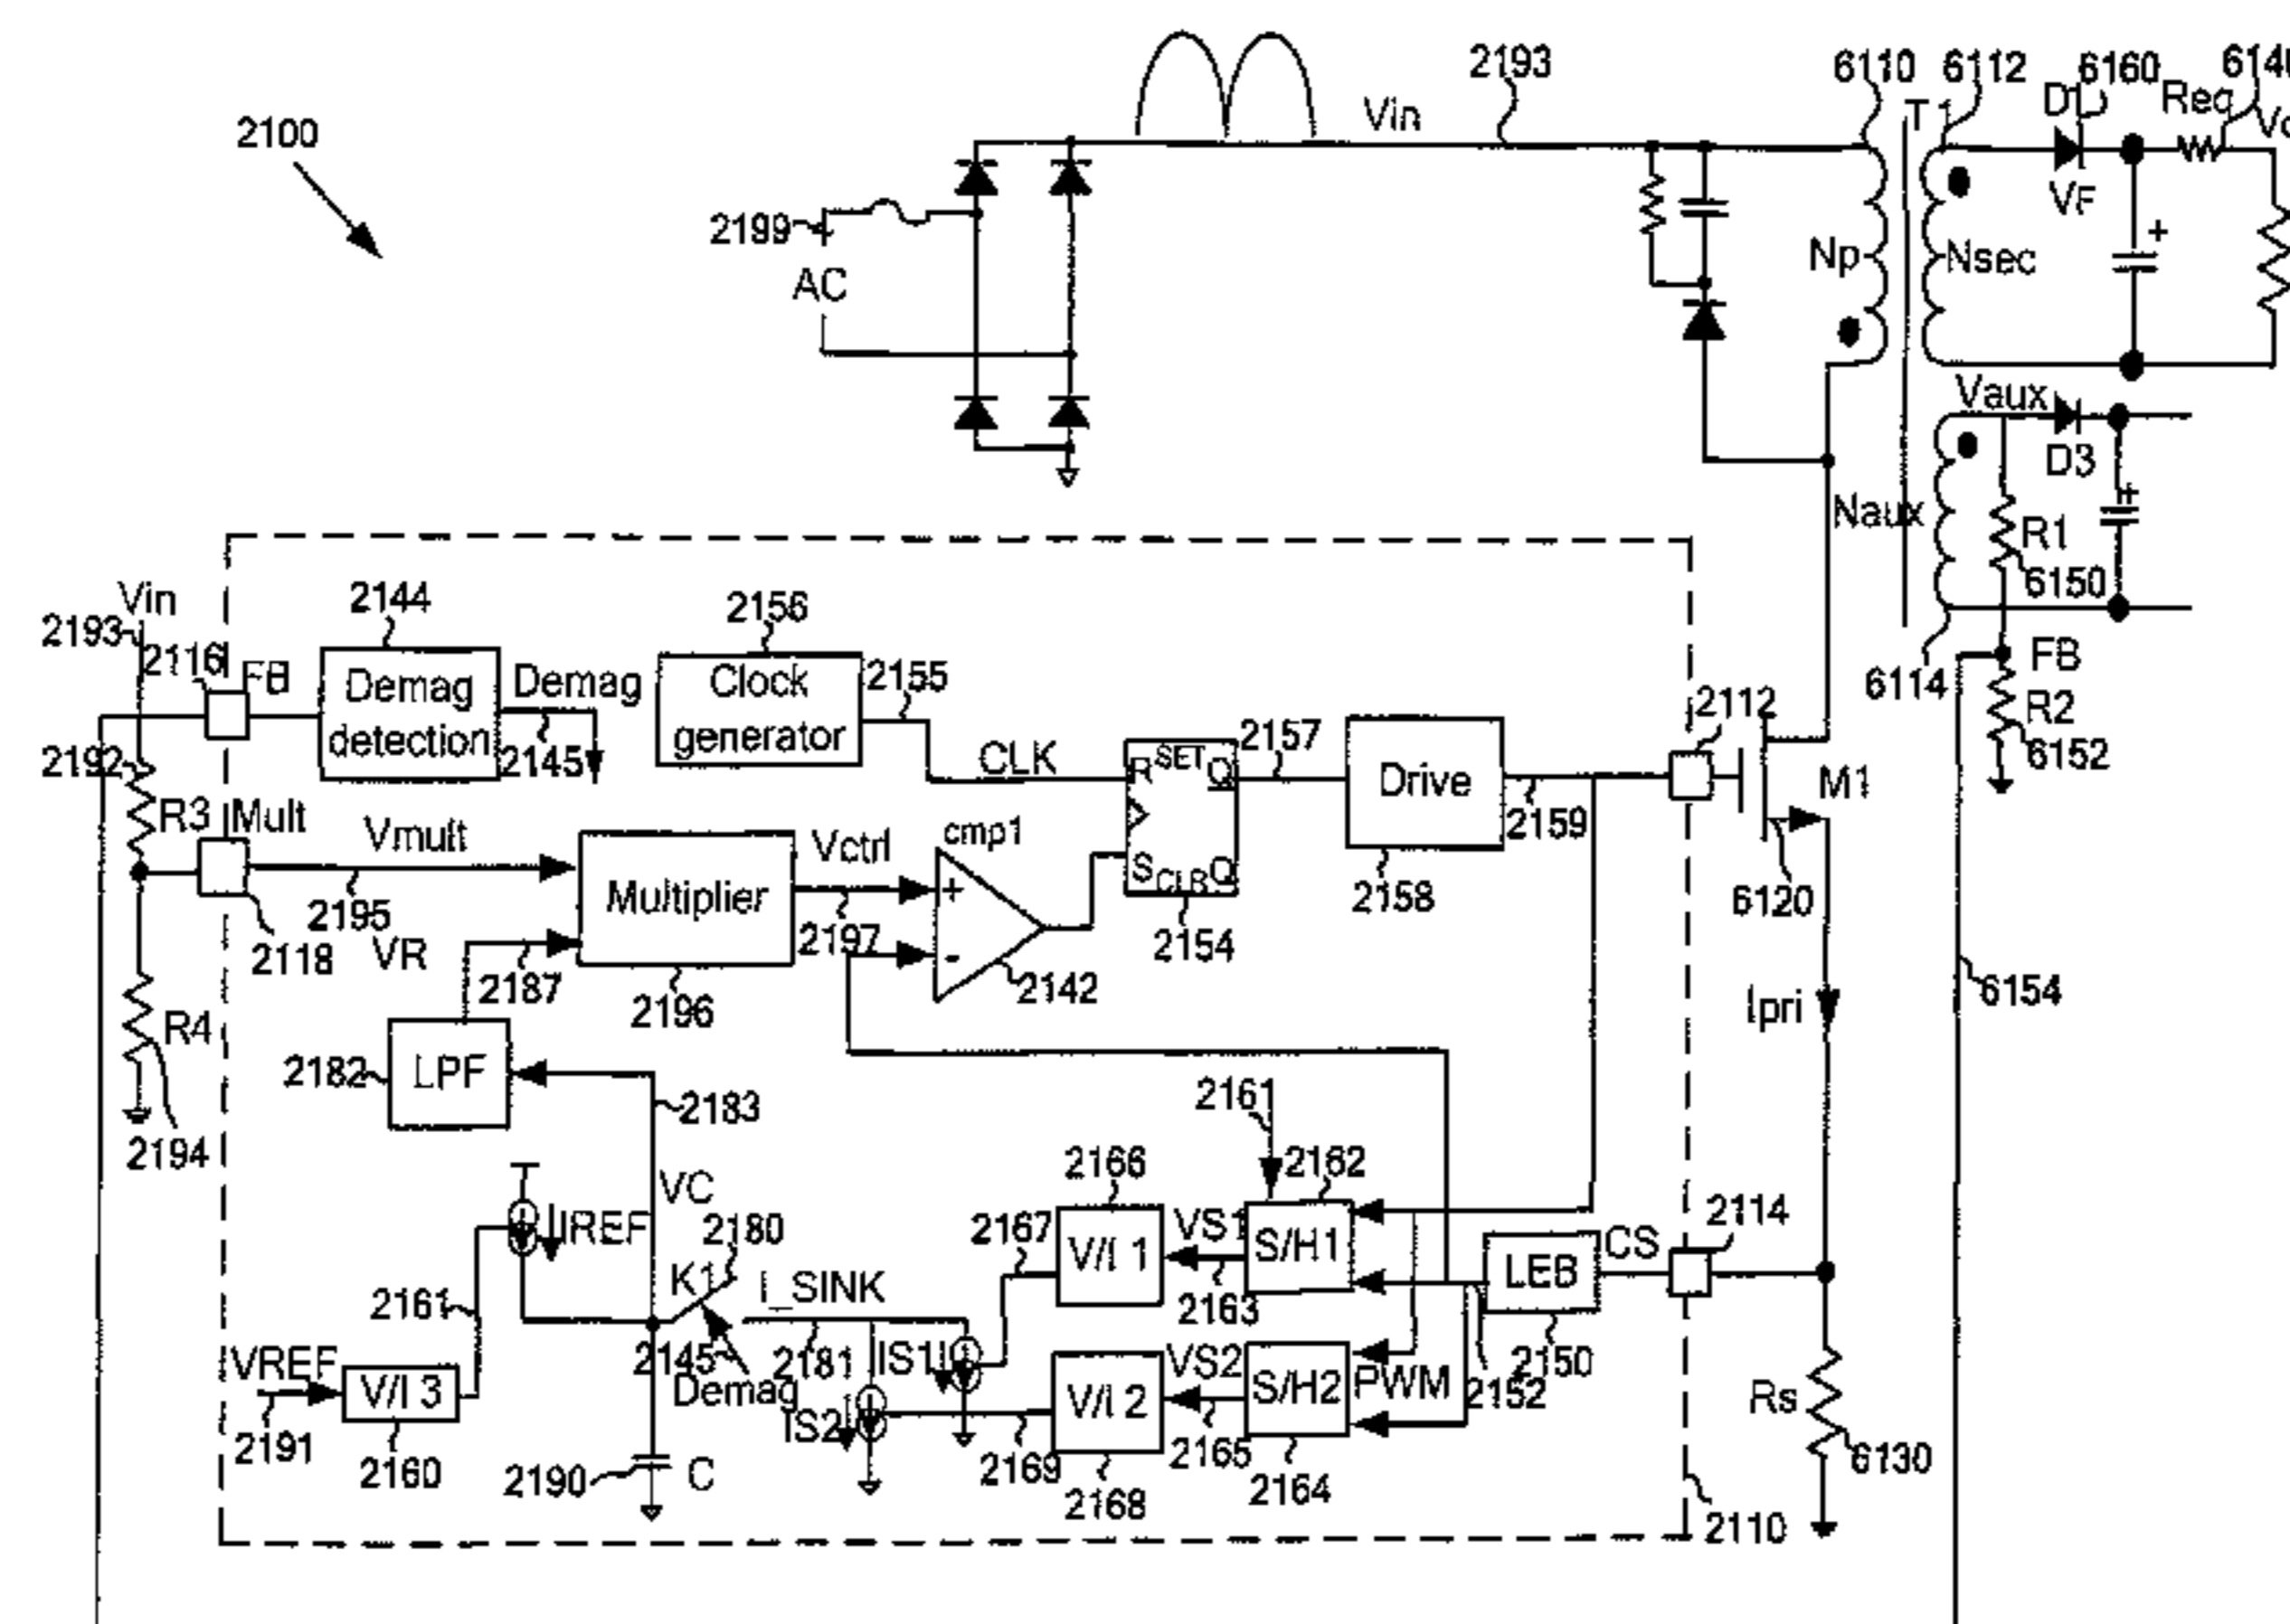 2100
2199
AC
Vin
2193
6110
6112
T1
D1
6160
Req
VF
Np
Nsec
Vaux
D3
Naux
R1
6150
6114
FB
R2
6152
Vin
2193
2116
FB
2144
Demag
detection
Demag
2145
2156
Clock
generator
2155
CLK
R
SET
Q
S
CLR
Q
2154
2157
Drive
2158
2159
2112
M1
6120
2192
R3
Mult
Vmult
2195
2118
VR
2187
Multiplier
2196
Vctrl
2197
cmp1
+
-
2142
R4
2194
2182
LPF
2183
Ipri
6154
VC
IREF
2161
VREF
2191
V/I 3
2160
K1
2180
2145
Demag
I_SINK
2181
IS1
IS2
2190
C
2166
2167
V/I 1
VS1
2163
2161
2162
S/H1
V/I 2
2169
2168
VS2
2165
S/H2
2164
PWM
2152
LEB
2150
CS
2114
Rs
6130
2110